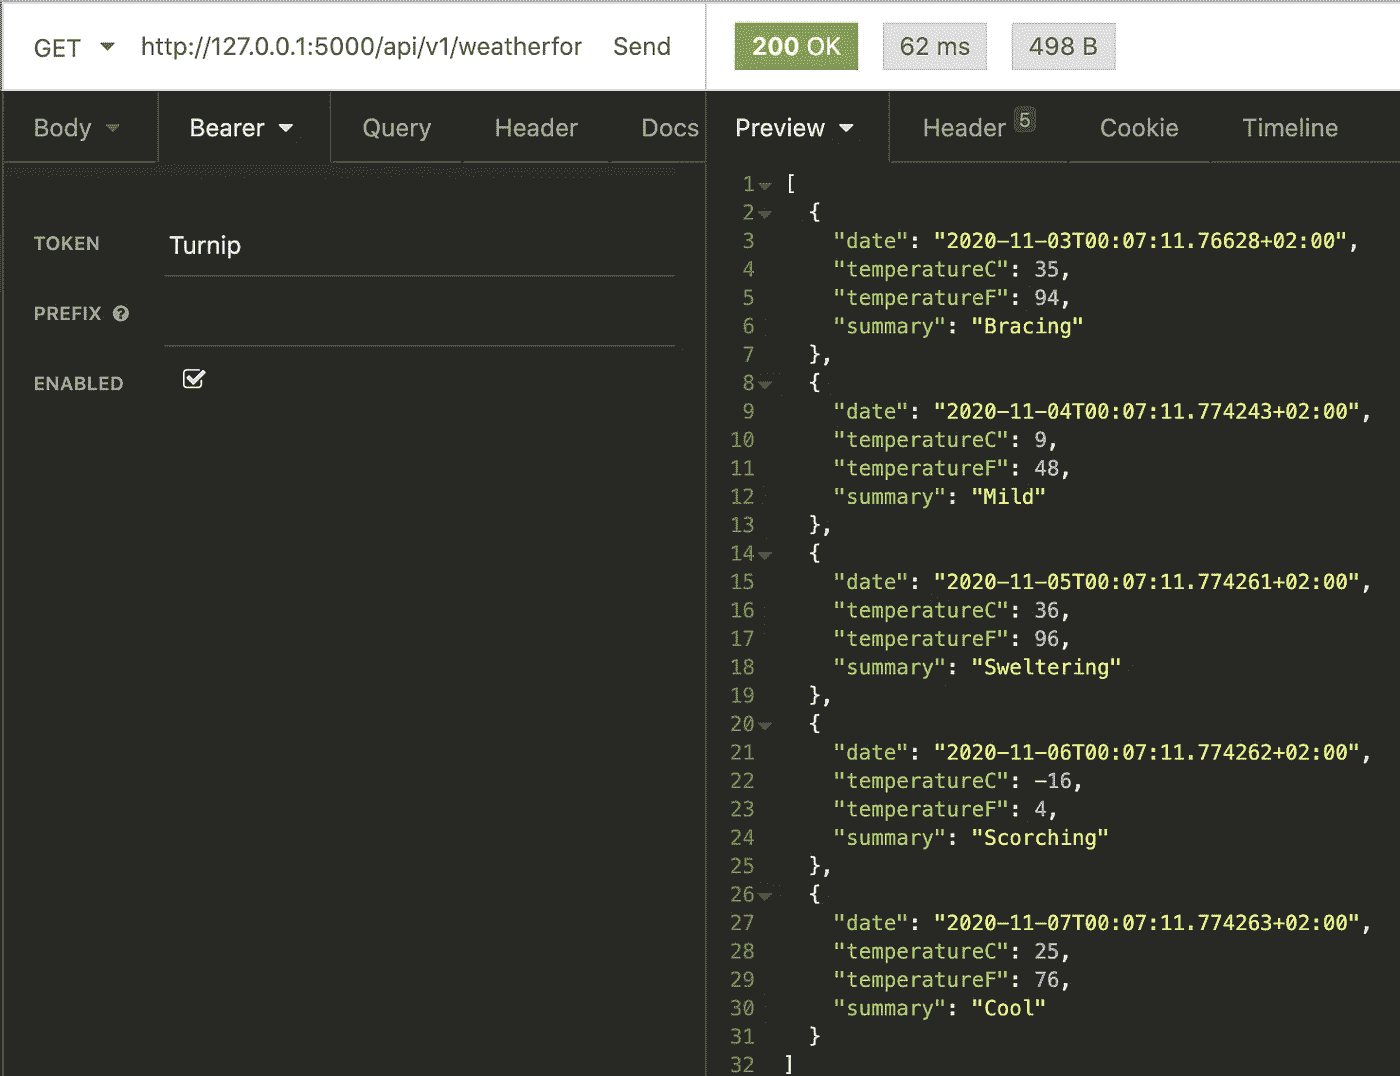 GET http://127.0.0.1:5000/api/v1/weatherfor Send 200 OK 62 ms 498 B
Body Bearer Query Header Docs Preview Header 5 Cookie Timeline
TOKEN Turnip
PREFIX
ENABLED
1 [
2 {
3 "date": "2020-11-03T00:07:11.76628+02:00",
4 "temperatureC": 35,
5 "temperatureF": 94,
6 "summary": "Bracing"
7 },
8 {
9 "date": "2020-11-04T00:07:11.774243+02:00",
10 "temperatureC": 9,
11 "temperatureF": 48,
12 "summary": "Mild"
13 },
14 {
15 "date": "2020-11-05T00:07:11.774261+02:00",
16 "temperatureC": 36,
17 "temperatureF": 96,
18 "summary": "Sweltering"
19 },
20 {
21 "date": "2020-11-06T00:07:11.774262+02:00",
22 "temperatureC": -16,
23 "temperatureF": 4,
24 "summary": "Scorching"
25 },
26 {
27 "date": "2020-11-07T00:07:11.774263+02:00",
28 "temperatureC": 25,
29 "temperatureF": 76,
30 "summary": "Cool"
31 }
32 ]